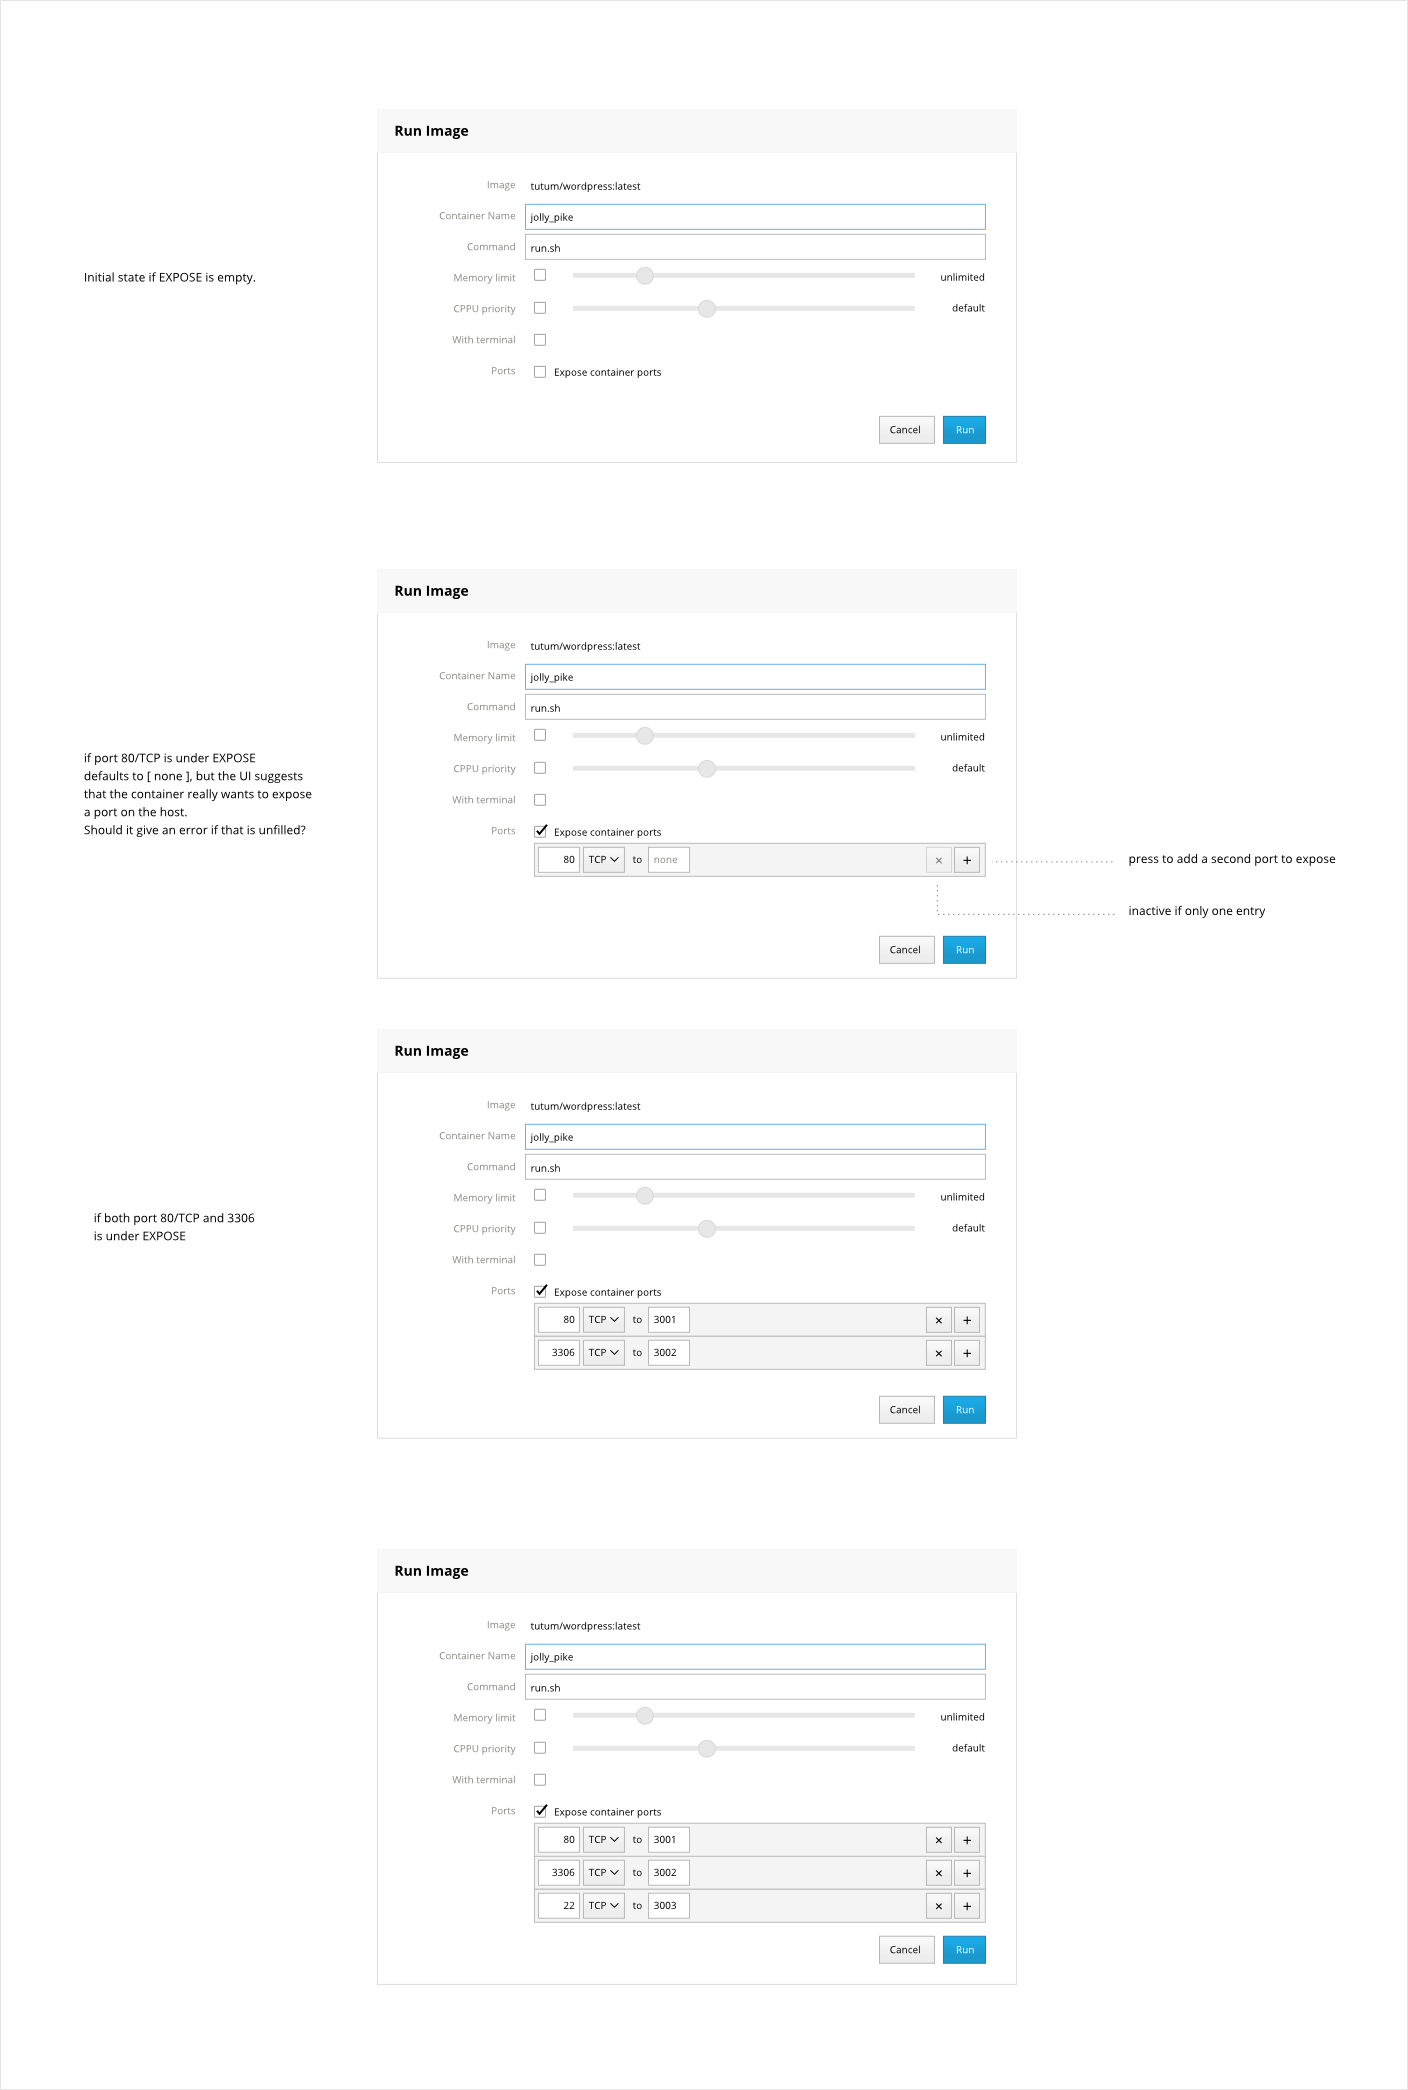 Run Image
Image tutum/wordpress:latest
Container Name jolly_pike
Command run.sh
Initial state if EXPOSE is empty.
Memory limit unlimited
CPPU priority default
With terminal
Ports Expose container ports
Cancel Run
Run Image
Image tutum/wordpress:latest
Container Name jolly_pike
Command run.sh
Memory limit unlimited
CPPU priority default
With terminal
if port 80/TCP is under EXPOSE
defaults to [ none ], but the UI suggests
that the container really wants to expose
a port on the host.
Should it give an error if that is unfilled?
Ports Expose container ports
80 TCP to none × +
press to add a second port to expose
inactive if only one entry
Cancel Run
Run Image
Image tutum/wordpress:latest
Container Name jolly_pike
Command run.sh
Memory limit unlimited
if both port 80/TCP and 3306
is under EXPOSE
CPPU priority default
With terminal
Ports Expose container ports
80 TCP to 3001 × +
3306 TCP to 3002 × +
Cancel Run
Run Image
Image tutum/wordpress:latest
Container Name jolly_pike
Command run.sh
Memory limit unlimited
CPPU priority default
With terminal
Ports Expose container ports
80 TCP to 3001 × +
3306 TCP to 3002 × +
22 TCP to 3003 × +
Cancel Run